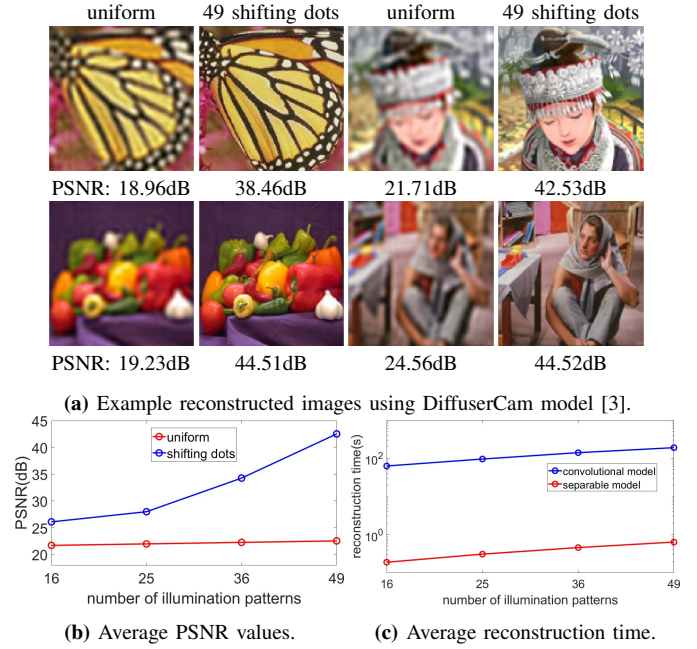 uniform 49 shifting dots uniform 49 shifting dots
PSNR: 18.96dB 38.46dB 21.71dB 42.53dB
PSNR: 19.23dB 44.51dB 24.56dB 44.52dB
(a) Example reconstructed images using DiffuserCam model [3].
45
40
35
30
25
20
PSNR(dB)
uniform
shifting dots
16 25 36 49
number of illumination patterns
(b) Average PSNR values.
10^2
10^0
reconstruction time(s)
convolutional model
separable model
16 25 36 49
number of illumination patterns
(c) Average reconstruction time.